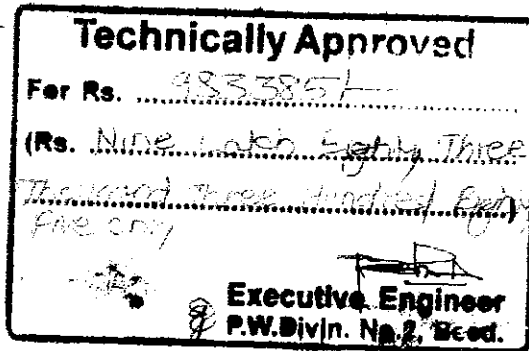 Technically Approved
For Rs. 983385/-
(Rs. Nine Lakh Eighty Three
Thousand Three Hundred Eighty)
Five only
Executive Engineer
P.W.Divln. No.2, Beed.